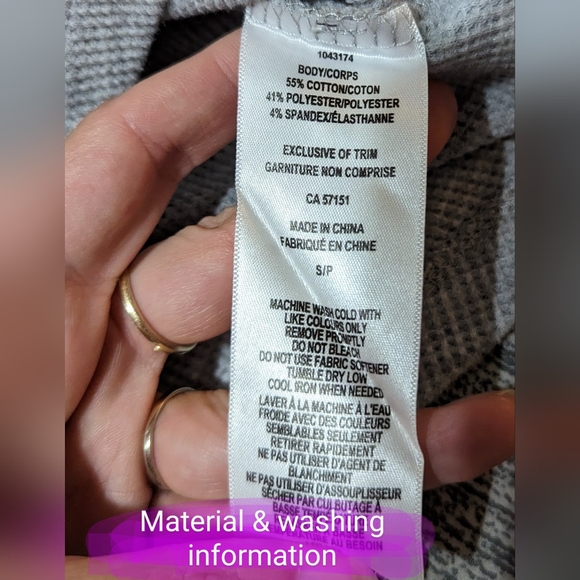 1043174
BODY/CORPS
55% COTTON/COTON
41% POLYESTER/POLYESTER
4% SPANDEX/ÉLASTHANNE
EXCLUSIVE OF TRIM
GARNITURE NON COMPRISE
CA 57151
MADE IN CHINA
FABRIQUÉ EN CHINE
S/P
MACHINE WASH COLD WITH
LIKE COLOURS ONLY
REMOVE PROMPTLY
DO NOT BLEACH
DO NOT USE FABRIC SOFTENER
TUMBLE DRY LOW
COOL IRON WHEN NEEDED
LAVER À LA MACHINE À L'EAU
FROIDE AVEC DES COULEURS
SEMBLABLES SEULEMENT
RETIRER RAPIDEMENT
NE PAS UTILISER D'AGENT DE
BLANCHIMENT
NE PAS UTILISER D'ASSOUPLISSEUR
SÉCHER PAR CULBUTAGE À
BASSE
AU BESOIN
Material & washing
information